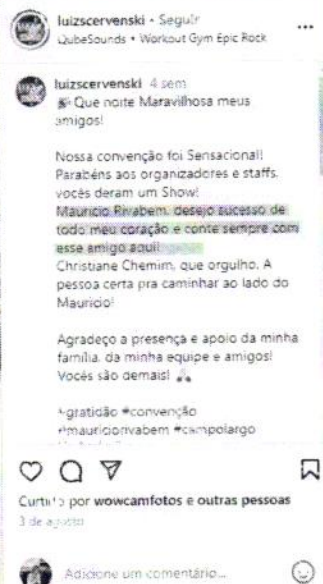 luizscervenski • Seguir
QubeSounds • Workout Gym Epic Rock
luizscervenski 4 sem
Que noite Maravilhosa meus
amigos!
Nossa convenção foi Sensacional!
Parabéns aos organizadores e staffs,
vocês deram um Show!
Mauricio Rivabem, desejo sucesso de
todo meu coração e conte sempre com
esse amigo aqui!
Christiane Chemim, que orgulho. A
pessoa certa pra caminhar ao lado do
Mauricio!
Agradeço a presença e apoio da minha
família, da minha equipe e amigos!
Vocês são demais!
#gratidão #convenção
#mauriciorivabem #campolargo
Curtido por wowcamfotos e outras pessoas
3 de agosto
Adicione um comentário...